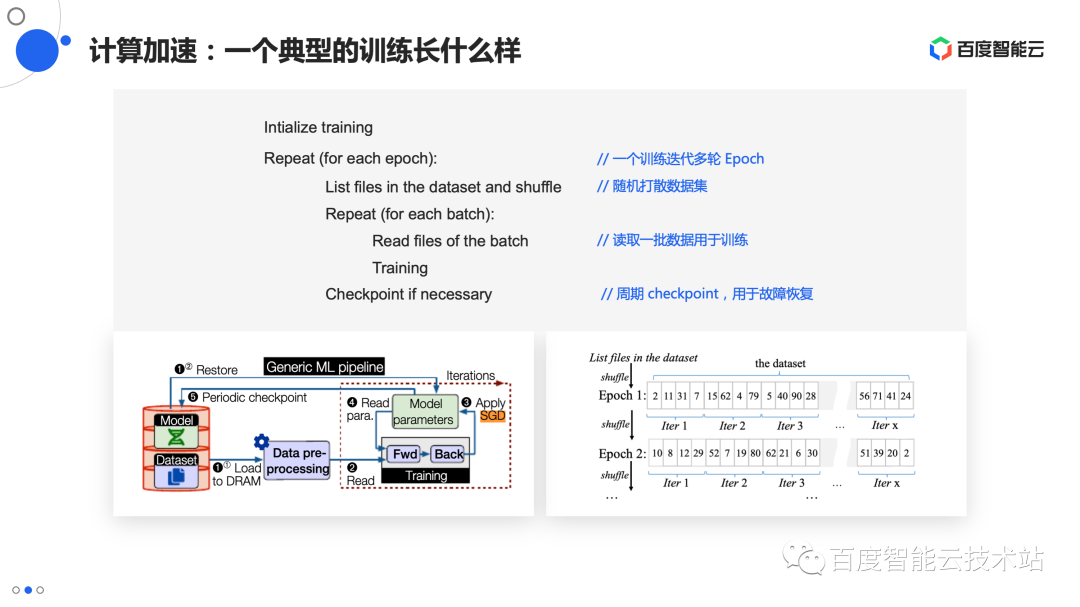 计算加速：一个典型的训练长什么样
百度智能云
Intialize training
Repeat (for each epoch): // 一个训练迭代多轮 Epoch
List files in the dataset and shuffle // 随机打散数据集
Repeat (for each batch):
Read files of the batch // 读取一批数据用于训练
Training
Checkpoint if necessary // 周期 checkpoint，用于故障恢复
❶② Restore
Generic ML pipeline
Iterations
❺ Periodic checkpoint
Model
Dataset
❶① Load
to DRAM
Data pre-
processing
❹ Read
para.
Model
parameters
❸ Apply
SGD
Fwd
Back
Training
❷
Read
List files in the dataset
the dataset
shuffle
Epoch 1: 2 11 31 7 15 62 4 79 5 40 90 28 56 71 41 24
shuffle
Iter 1 Iter 2 Iter 3 ... Iter x
Epoch 2: 10 8 12 29 52 7 19 80 62 21 6 30 51 39 20 2
shuffle
Iter 1 Iter 2 Iter 3 ... Iter x
... ...
百度智能云技术站